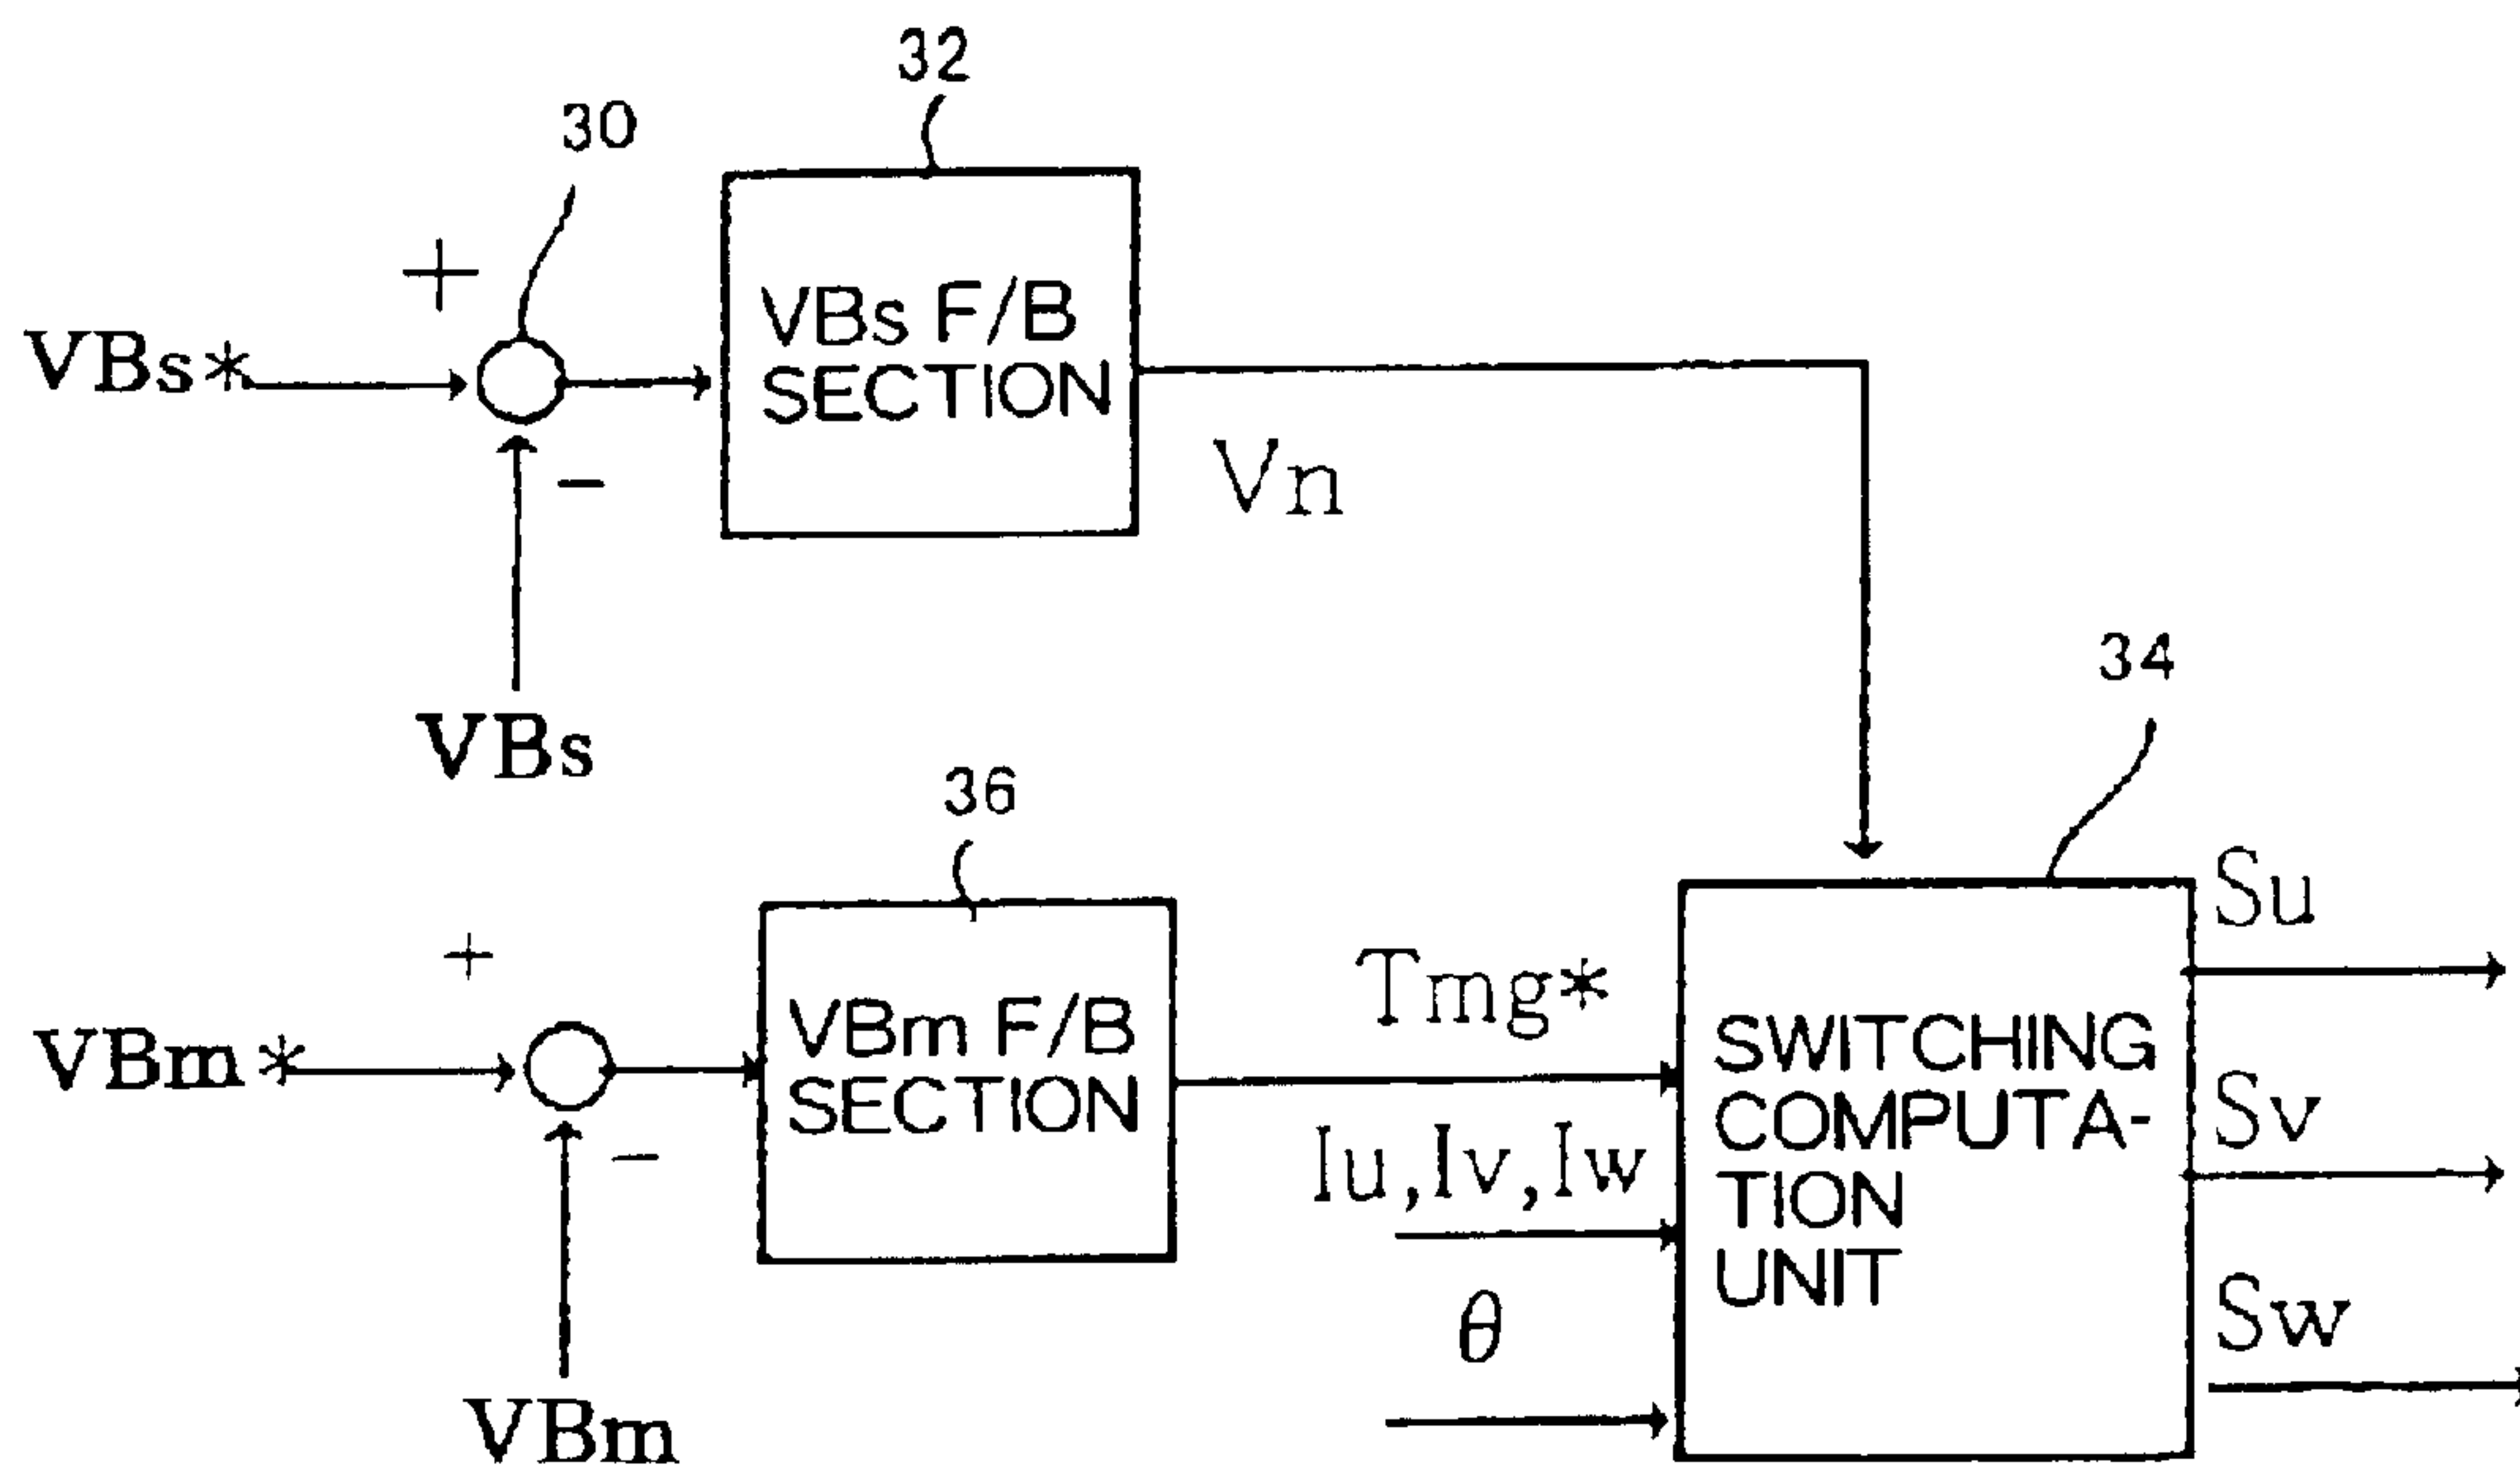 32
30
+
VBs F/B
SECTION
VBs*
−
Vn
VBs
34
36
Su
+
Tmg*
VBm F/B
SECTION
VBm*
SWITCHING
COMPUTA-
TION
UNIT
Sv
−
Iu,Iv,Iw
θ
Sw
VBm